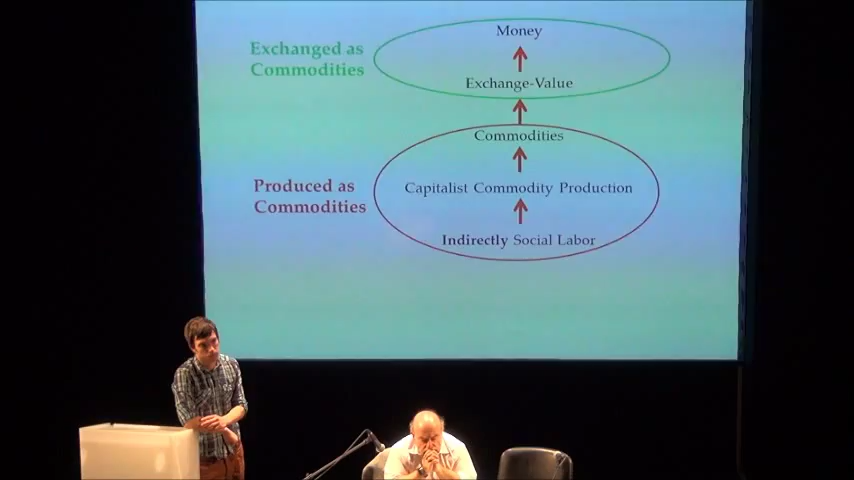 Money
Exchanged as
Commodities
Exchange-Value
Commodities
Produced as
Commodities
Capitalist Commodity Production
Indirectly Social Labor